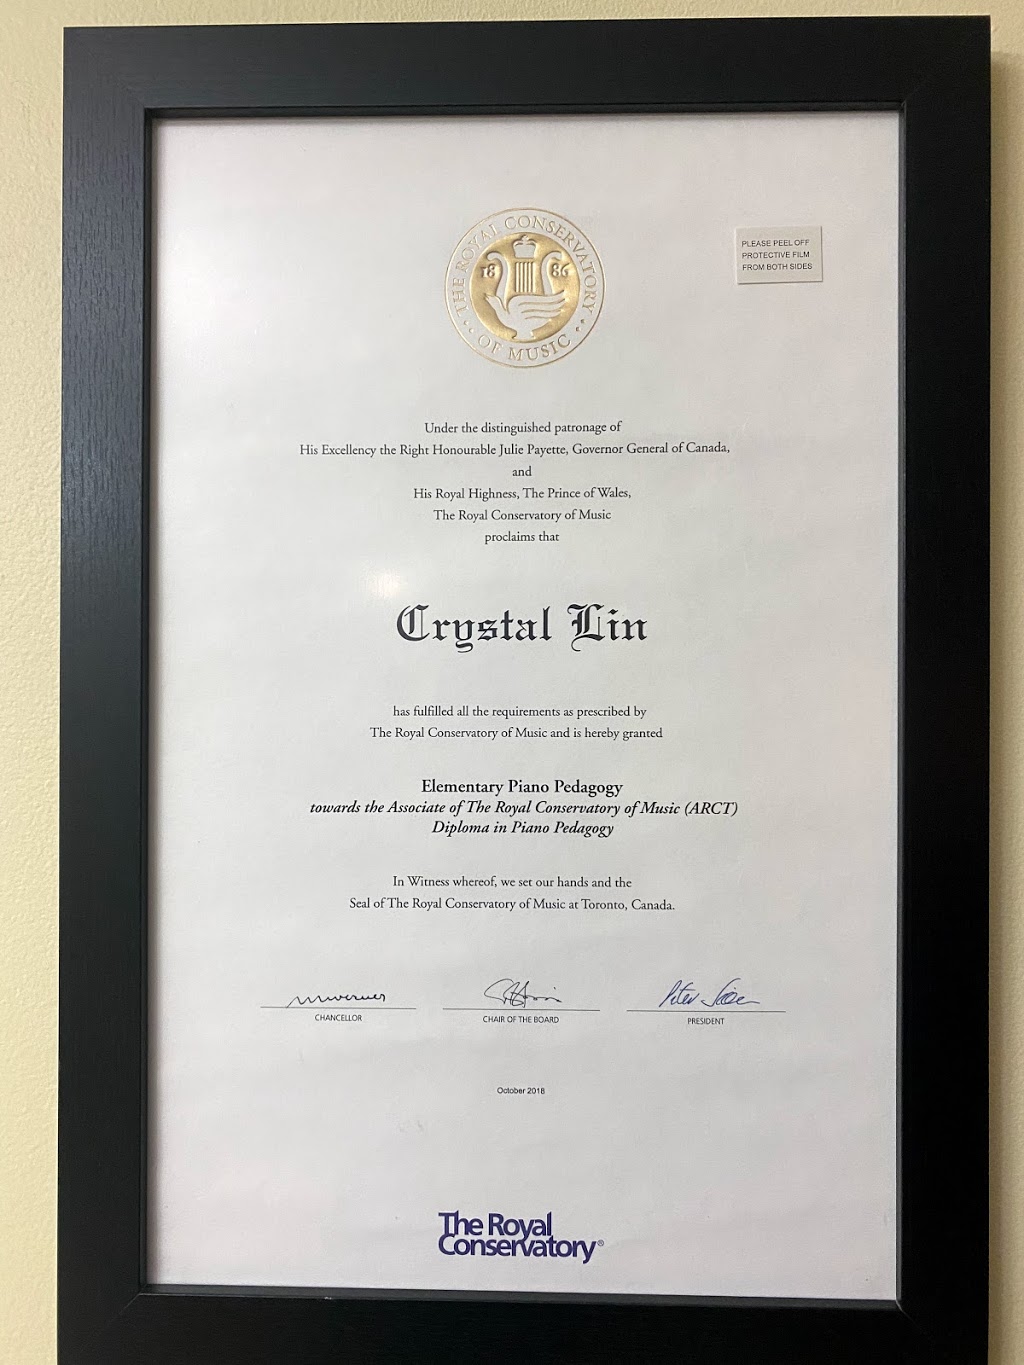 THE ROYAL CONSERVATORY OF MUSIC
1886
PLEASE PEEL OFF
PROTECTIVE FILM
FROM BOTH SIDES
Under the distinguished patronage of
His Excellency the Right Honourable Julie Payette, Governor General of Canada,
and
His Royal Highness, The Prince of Wales,
The Royal Conservatory of Music
proclaims that
Crystal Lin
has fulfilled all the requirements as prescribed by
The Royal Conservatory of Music and is hereby granted
Elementary Piano Pedagogy
towards the Associate of The Royal Conservatory of Music (ARCT)
Diploma in Piano Pedagogy
In Witness whereof, we set our hands and the
Seal of The Royal Conservatory of Music at Toronto, Canada.
CHANCELLOR
CHAIR OF THE BOARD
PRESIDENT
October 2018
The Royal
Conservatory®